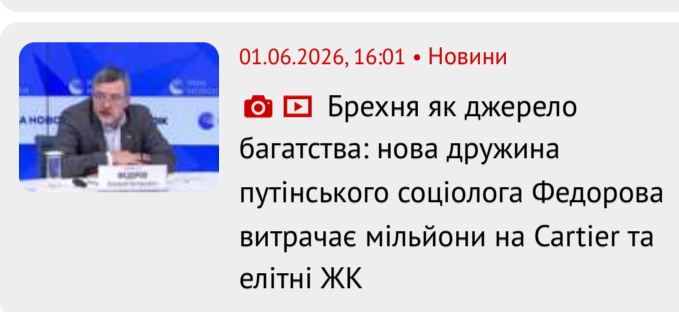 01.06.2026, 16:01 • Новини
Брехня як джерело
багатства: нова дружина
путінського соціолога Федорова
витрачає мільйони на Cartier та
елітні ЖК
ФЕДОРОВ